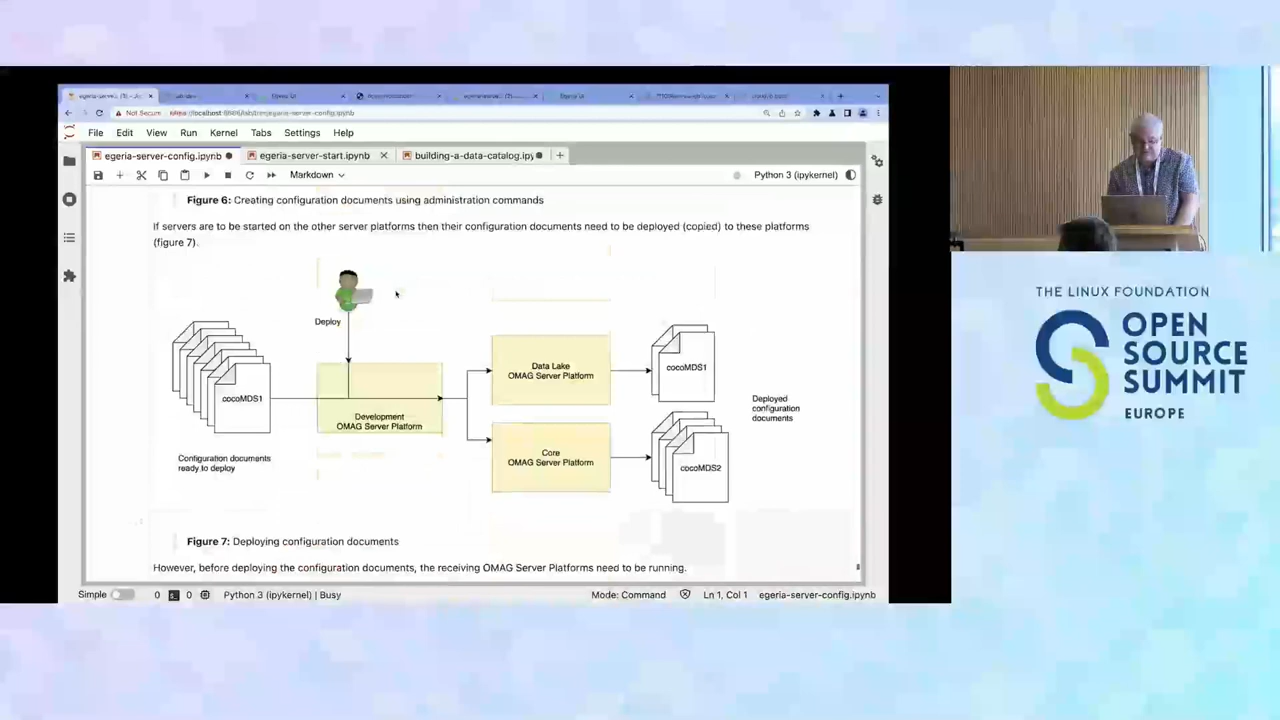 Not Secure
File Edit View Run Kernel Tabs Settings Help
egeria-server-config.ipynb
egeria-server-start.ipynb
building-a-data-catalog.ipy
Markdown
Python 3 (ipykernel)
Figure 6: Creating configuration documents using administration commands
If servers are to be started on the other server platforms then their configuration documents need to be deployed (copied) to these platforms
(figure 7).
Deploy
cocoMDS1
Configuration documents
ready to deploy
Development
OMAG Server Platform
Data Lake
OMAG Server Platform
Core
OMAG Server Platform
cocoMDS1
cocoMDS2
Deployed
configuration
documents
Figure 7: Deploying configuration documents
However, before deploying the configuration documents, the receiving OMAG Server Platforms need to be running.
Simple 0 0 Python 3 (ipykernel) | Busy
Mode: Command Ln 1, Col 1 egeria-server-config.ipynb
THE LINUX FOUNDATION
OPEN
SOURCE
SUMMIT
EUROPE